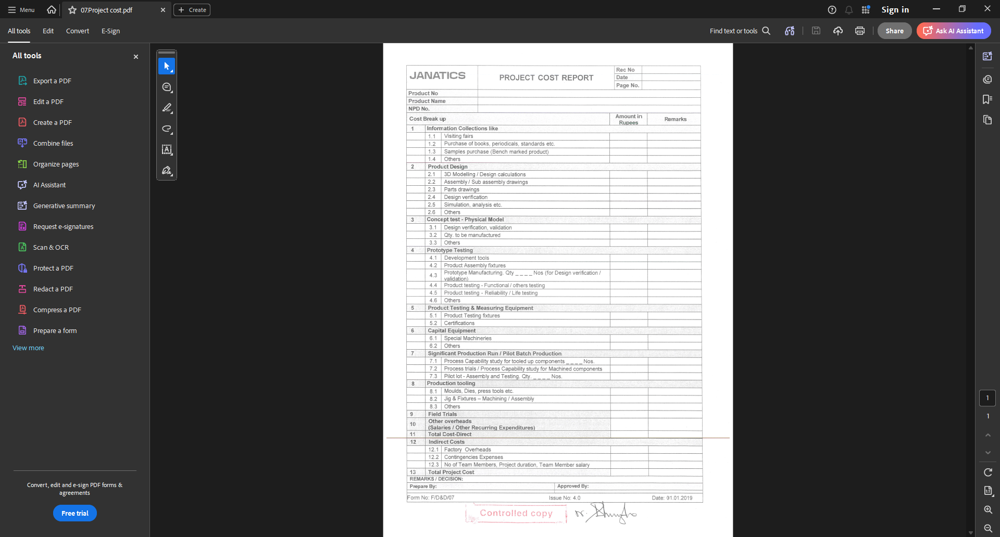 Menu
07.Project cost.pdf
Create
Sign in
All tools
Edit
Convert
E-Sign
Find text or tools
Share
Ask AI Assistant
All tools
Export a PDF
Edit a PDF
Create a PDF
Combine files
Organize pages
AI Assistant
Generative summary
Request e-signatures
Scan & OCR
Protect a PDF
Redact a PDF
Compress a PDF
Prepare a form
View more
Convert, edit and e-sign PDF forms &
agreements
Free trial
JANATICS
PROJECT COST REPORT
Rec No
Date
Page No.
Product No
Product Name
NPD No.
Cost Break up
Amount in
Rupees
Remarks
1 Information Collections like
1.1 Visiting fairs
1.2 Purchase of books, periodicals, standards etc.
1.3 Samples purchase (Bench marked product)
1.4 Others
2 Product Design
2.1 3D Modelling / Design calculations
2.2 Assembly / Sub assembly drawings
2.3 Parts drawings
2.4 Design verification
2.5 Simulation, analysis etc.
2.6 Others
3 Concept test - Physical Model
3.1 Design verification, validation
3.2 Qty. to be manufactured
3.3 Others
4 Prototype Testing
4.1 Development tools
4.2 Product Assembly fixtures
4.3 Prototype Manufacturing. Qty _ _ _ _ Nos (for Design verification /
validation)
4.4 Product testing - Functional / others testing
4.5 Product testing - Reliability / Life testing
4.6 Others
5 Product Testing & Measuring Equipment
5.1 Product Testing fixtures
5.2 Certifications
6 Capital Equipment
6.1 Special Machineries
6.2 Others
7 Significant Production Run / Pilot Batch Production
7.1 Process Capability study for tooled up components _ _ _ _ Nos.
7.2 Process trials / Process Capability study for Machined components
7.3 Pilot lot - Assembly and Testing. Qty. _ _ _ _ Nos.
8 Production tooling
8.1 Moulds, Dies, press tools etc.
8.2 Jig & Fixtures – Machining / Assembly
8.3 Others
9 Field Trials
10 Other overheads
(Salaries / Other Recurring Expenditures)
11 Total Cost-Direct
12 Indirect Costs
12.1 Factory Overheads
12.2 Contingencies Expenses
12.3 No of Team Members, Project duration, Team Member salary
13 Total Project Cost
REMARKS / DECISION:
Prepare By:
Approved By:
Form No: F/D&D/07
Issue No: 4.0
Date: 01.01.2019
Controlled copy
1
1